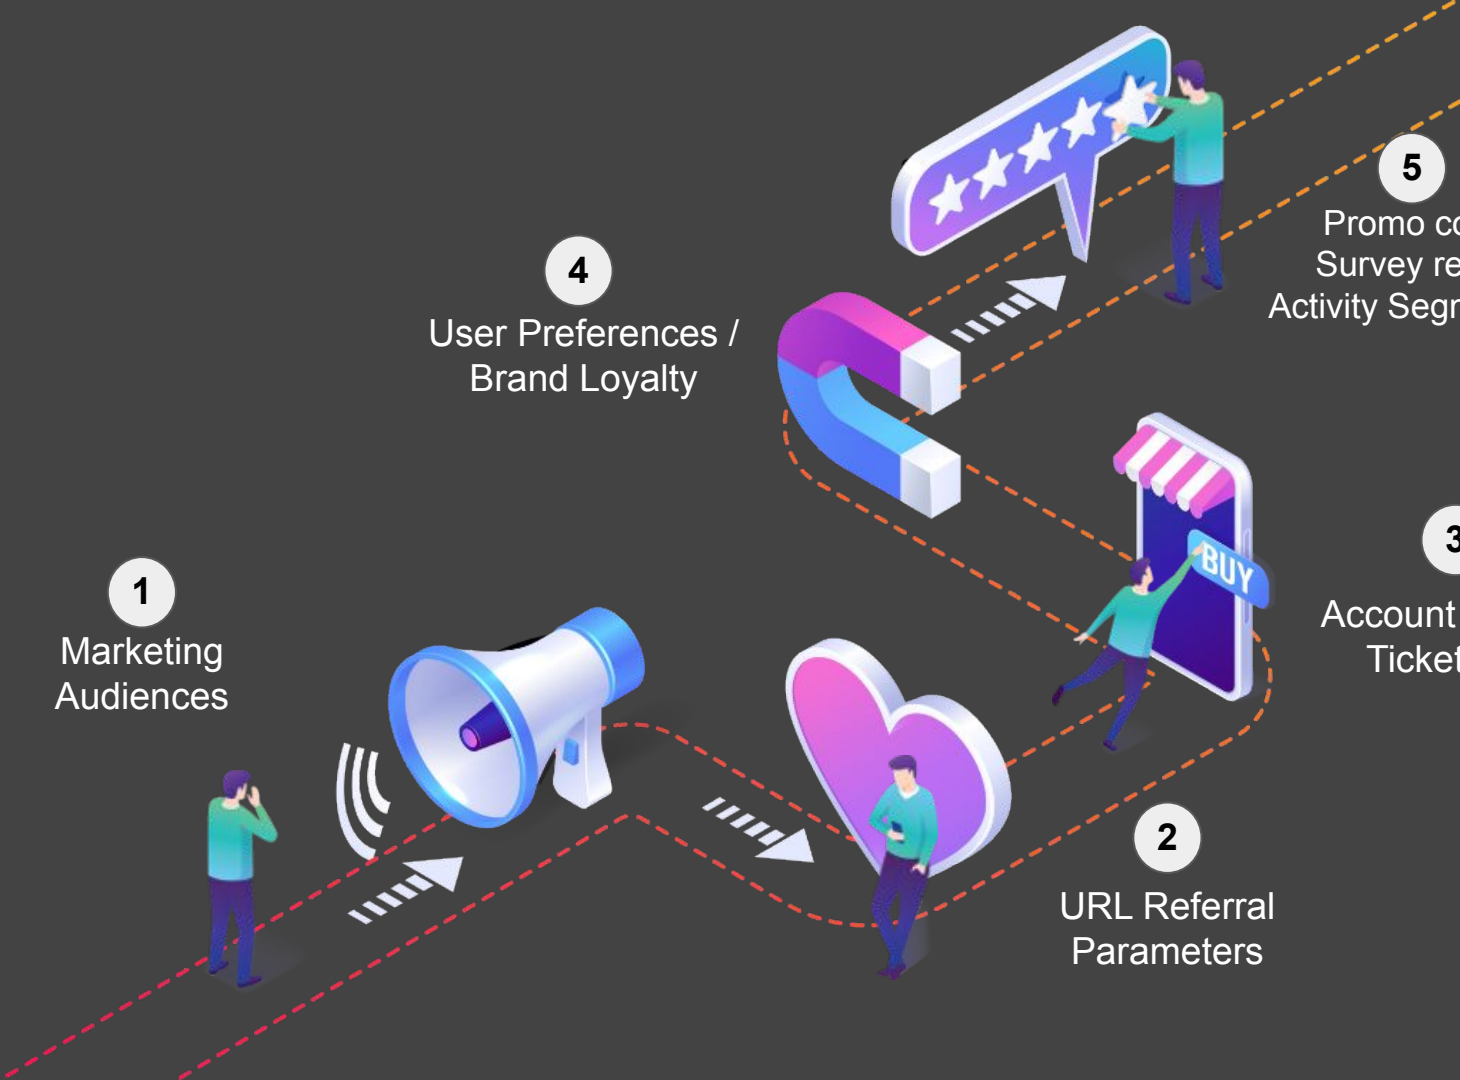 1
Marketing
Audiences
2
URL Referral
Parameters
3
Account
Ticket
BUY
4
User Preferences /
Brand Loyalty
5
Promo
Survey
Activity